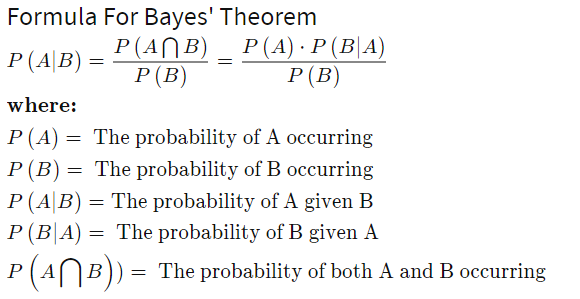 Formula For Bayes' Theorem
P(A|B) = P(A⋂B) / P(B) = P(A)·P(B|A) / P(B)
where:
P(A) = The probability of A occurring
P(B) = The probability of B occurring
P(A|B) = The probability of A given B
P(B|A) = The probability of B given A
P(A⋂B)) = The probability of both A and B occurring